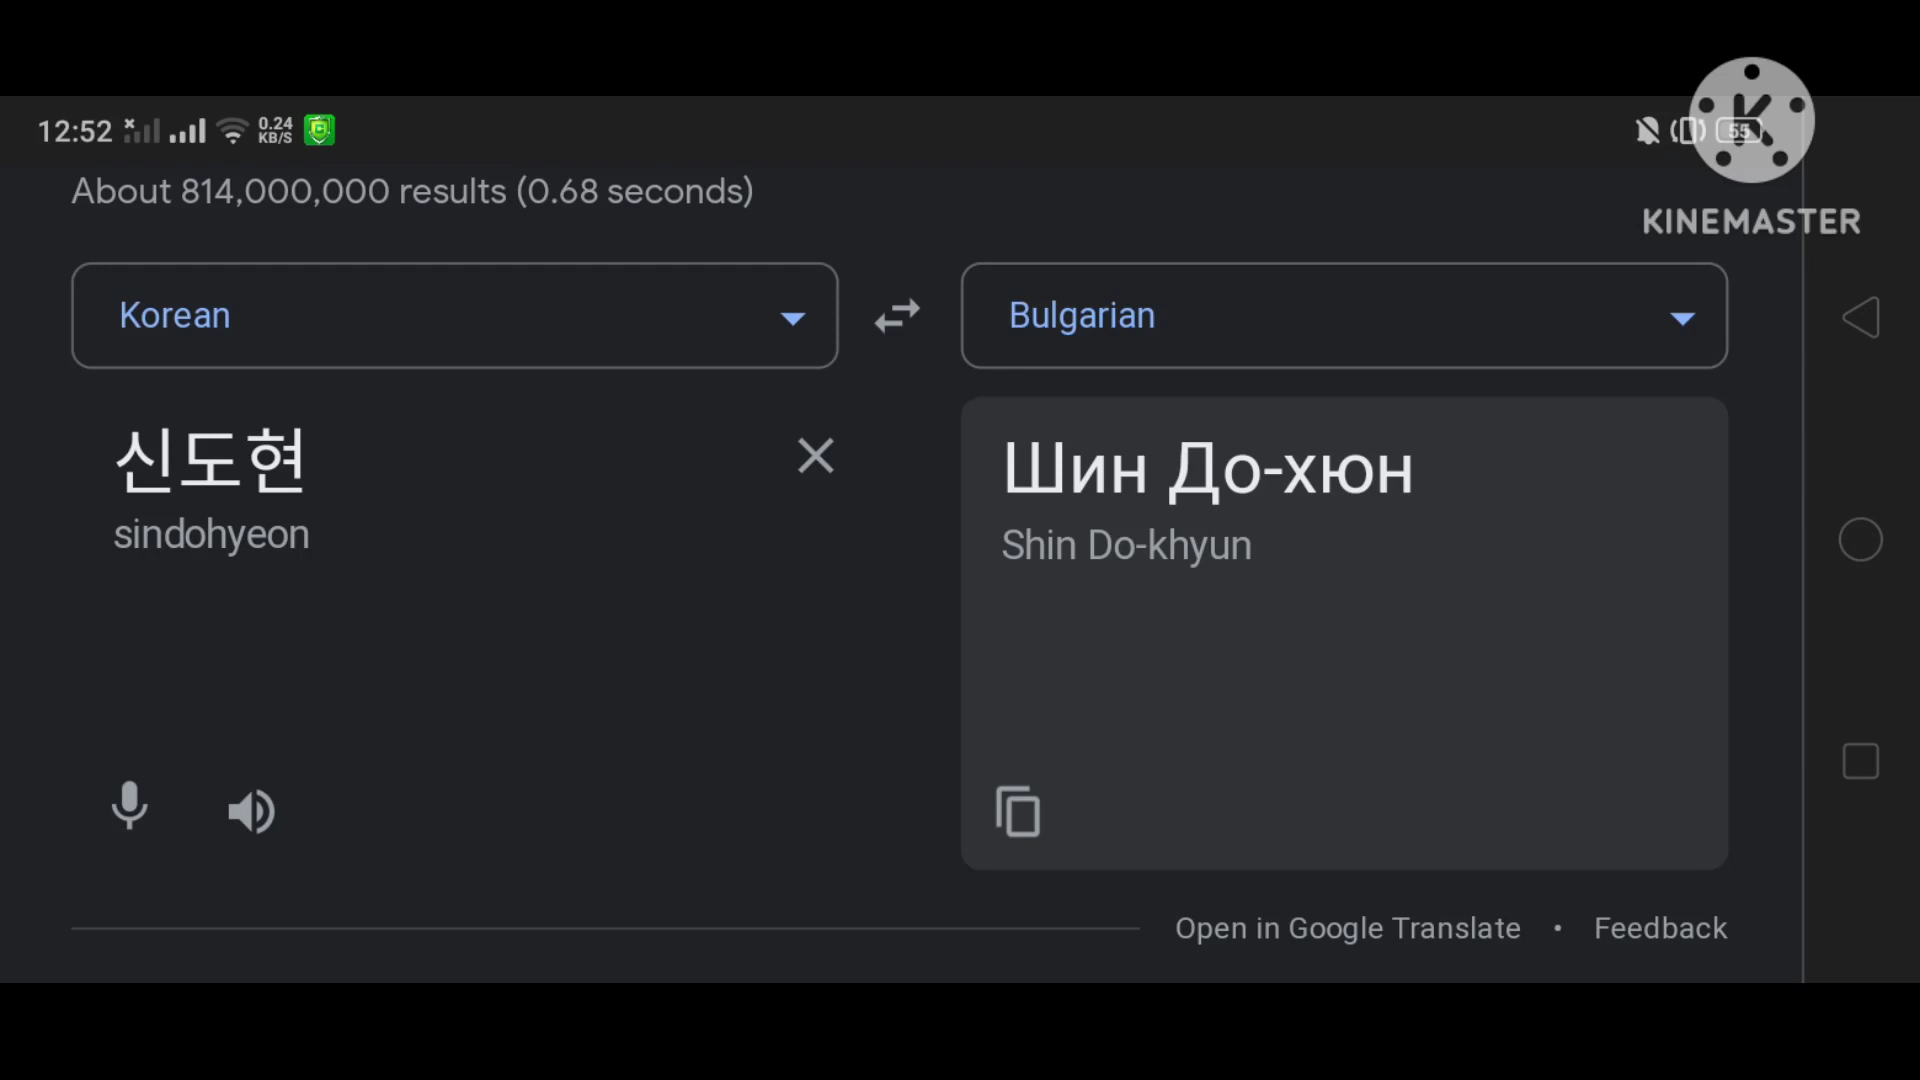 12:52 0.24 KB/S 55
KINEMASTER
About 814,000,000 results (0.68 seconds)
Korean
Bulgarian
신도현
sindohyeon
Шин До-хюн
Shin Do-khyun
Open in Google Translate • Feedback